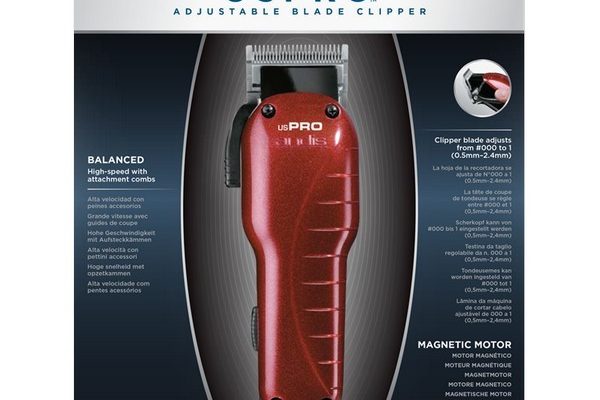 ADJUSTABLE BLADE CLIPPER
usPRO
andis
BALANCED
High-speed with
attachment combs
Alta velocidad con
peines accesorios
Grande vitesse avec
guides de coupe
Hohe Geschwindigkeit
mit Aufsteckkämmen
Alta velocità con
pettini accessori
Hoge snelheid met
opzetkammen
Alta velocidade com
pentes acessórios
Clipper blade adjusts
from #000 to 1
(0.5mm–2.4mm)
La hoja de la recortadora se
ajusta de N°000 a 1
(0.5mm–2,4mm)
La tête de coupe
de tondeuse se règle
entre #000 et 1
(0,5mm–2,4mm)
Scherkopf kann von
#000 bis 1 eingestellt werden
(0,5mm–2,4mm)
Testina da taglio
regolabile da n. 000 a 1
(0,5mm–2,4mm)
Tondeusemes kan
worden ingesteld van
#000 tot 1
(0,5mm–2,4mm)
Lâmina da máquina
de cortar cabelo
ajustável de 000 a 1
(0,5mm–2,4mm)
MAGNETIC MOTOR
MOTOR MAGNÉTICO
MOTEUR MAGNÉTIQUE
MAGNETMOTOR
MOTORE MAGNETICO
MAGNETISCHE MOTOR